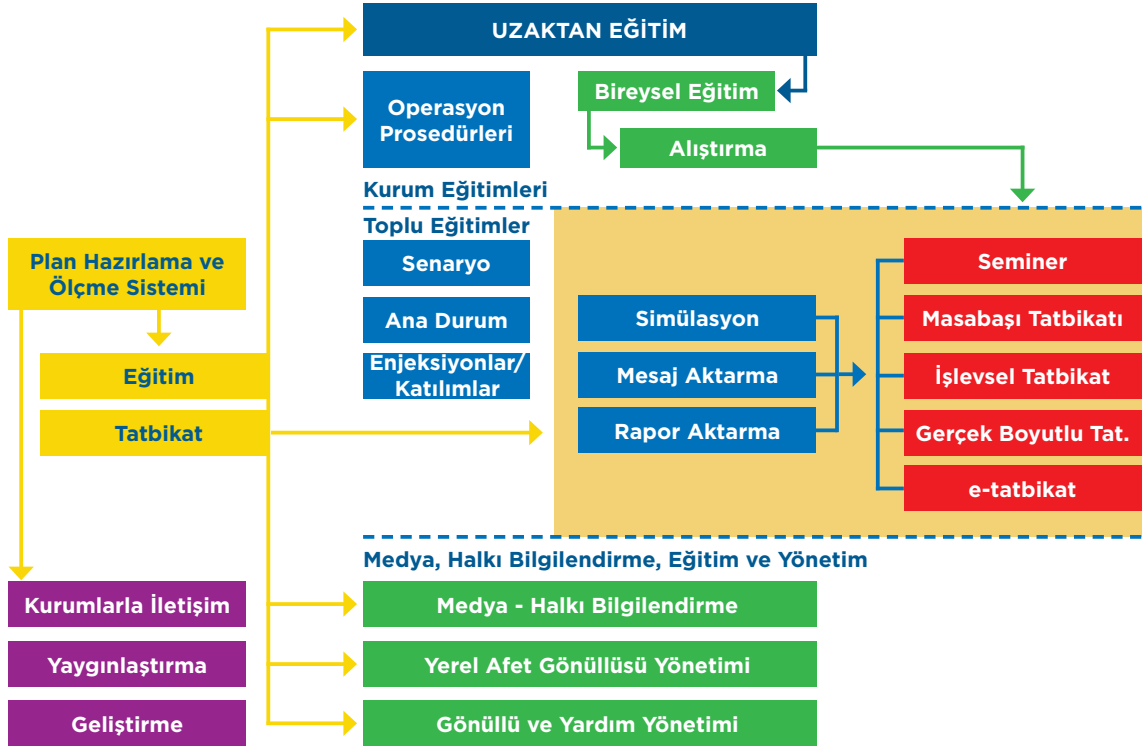 UZAKTAN EĞİTİM
Operasyon
Prosedürleri
Bireysel Eğitim
Alıştırma
Kurum Eğitimleri
Toplu Eğitimler
Plan Hazırlama ve
Ölçme Sistemi
Eğitim
Tatbikat
Senaryo
Ana Durum
Enjeksiyonlar/
Katılımlar
Simülasyon
Mesaj Aktarma
Rapor Aktarma
Seminer
Masabaşı Tatbikatı
İşlevsel Tatbikat
Gerçek Boyutlu Tat.
e-tatbikat
Medya, Halkı Bilgilendirme, Eğitim ve Yönetim
Kurumlarla İletişim
Yaygınlaştırma
Geliştirme
Medya - Halkı Bilgilendirme
Yerel Afet Gönüllüsü Yönetimi
Gönüllü ve Yardım Yönetimi